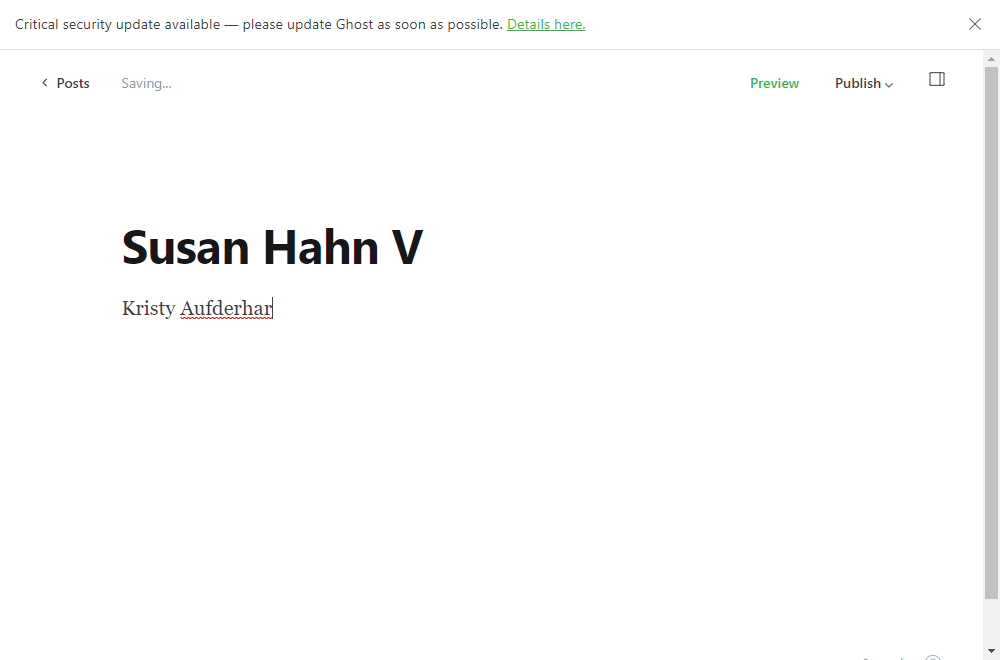 Critical security update available — please update Ghost as soon as possible. Details here.
Posts
Saving...
Preview
Publish
Susan Hahn V
Kristy Aufderhar